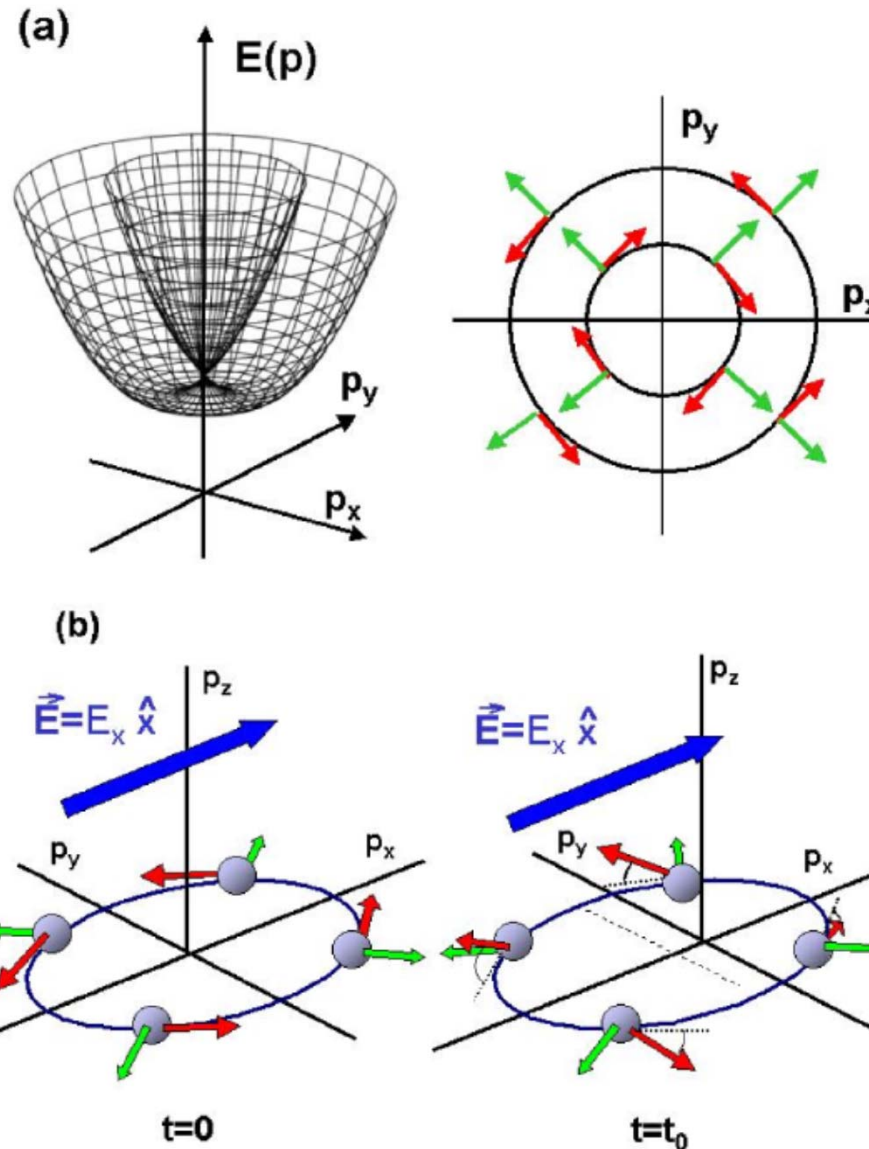 (a)
E(p)
p_y
p_x
p_y
p_x
(b)
p_z
E⃗=E_x x̂
p_y
p_x
t=0
p_z
E⃗=E_x x̂
p_y
p_x
t=t_0